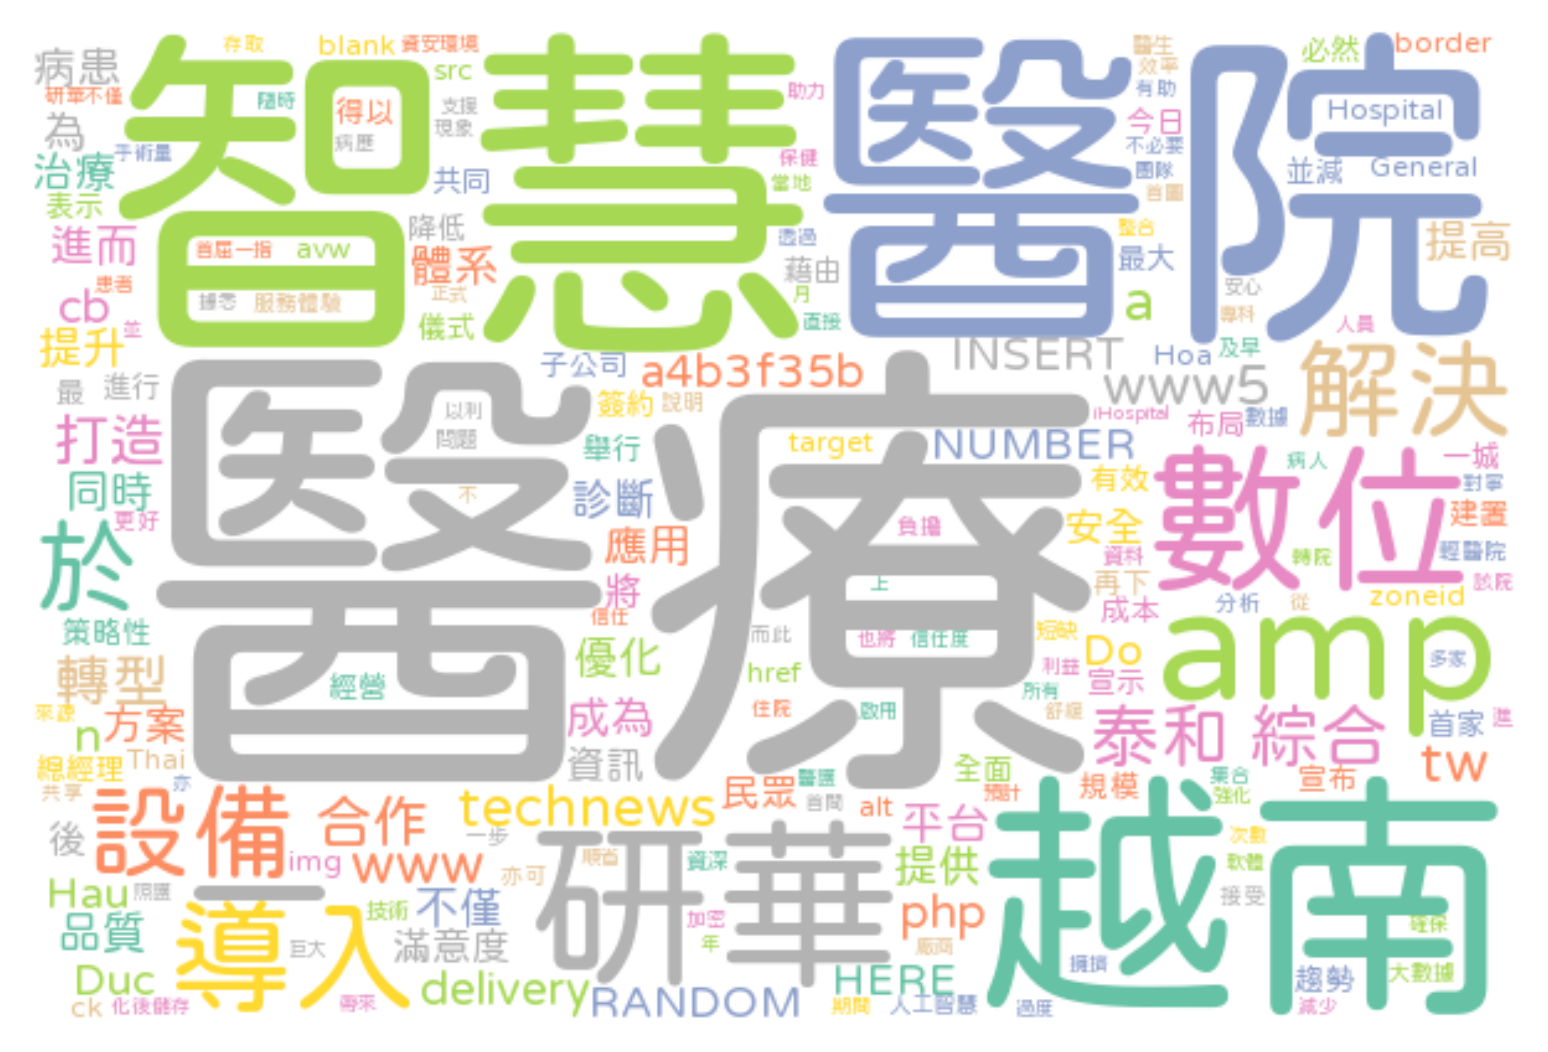 存取 blank 資安環境
病患 src 必然 border
研華不僅 隨時 得以 支援 助力 醫生 效率 有助
智慧 醫院 Hospital
為 手術量 病歷 現象 保健 今日 不必要
治療 共同 當地 團隊 並減 General
表示 首圖
進而 首屈一指 avw 降低 透過 整合 提高
體系 藉由 最大
患者 據悉 服務體驗 正式 月 安心
cb 並 儀式 直接 a 專科
提升 人員
子公司 INSERT Hoa 及早
最 進行 a4b3f35b www5 解決
以利 簽約 說明 iHospital 布局 數據
打造 問題 舉行 target NUMBER 一城
醫療 數位
同時 不 診斷 有效 病人 對寧
更好 負擔 安全 建置
於 應用 資料 轉院 輕醫院
將 上 再下 該院
信任 成本 分析 從 zoneid
策略性 而此 也將 信任度 短缺 amp
轉型 經營 優化 href Do 利益 多家
宣示 所有
來源 方案 成為 住院 啟用 舒緩 泰和 綜合 首家 進
n
總經理 Thai 資訊 醫匯 全面 集合 宣布 tw
共享 亦 民眾 預計 規模 強化
設備 合作 technews 首間 alt 平台 越南
後 一步 次數
img www 研華 順省 資深 提供 軟體
Hau 亦可 接受
一 導入 技術 不僅 加密 php 確保
品質 巨大 滿意度 年 廠商
Duc delivery HERE 擁擠 趨勢 大數據
ck 化後儲存 帶來 RANDOM 期間 人工智慧 過度 減少